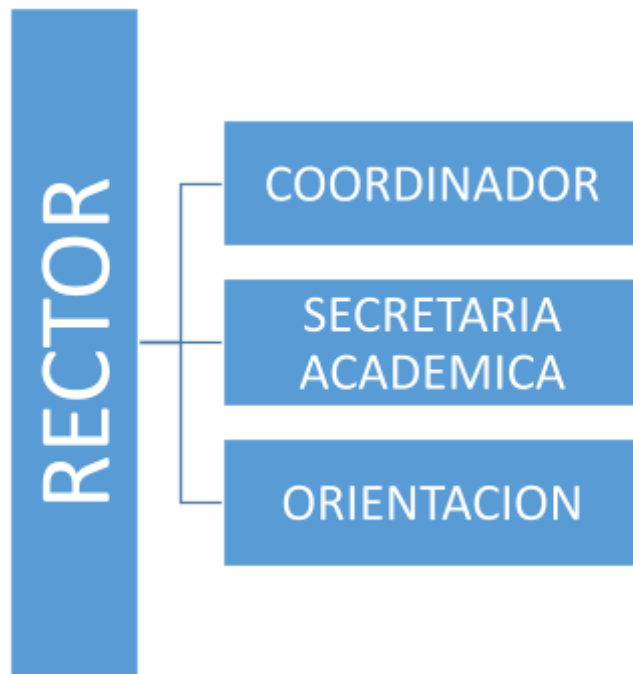 RECTOR
COORDINADOR
SECRETARIA
ACADEMICA
ORIENTACION